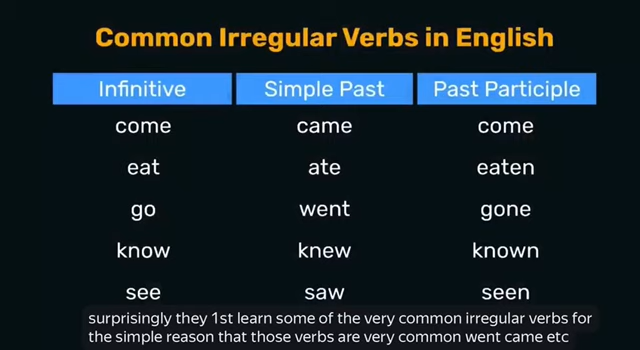 Common Irregular Verbs in English
Infinitive Simple Past Past Participle
come came come
eat ate eaten
go went gone
know knew known
see saw seen
surprisingly they 1st learn some of the very common irregular verbs for
the simple reason that those verbs are very common went came etc